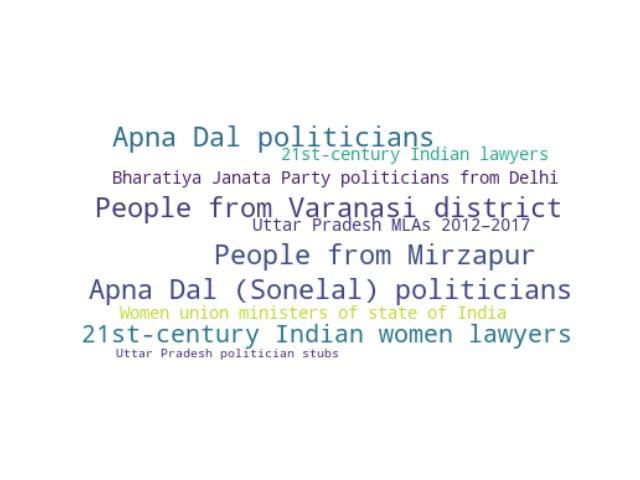 Apna Dal politicians
21st-century Indian lawyers
Bharatiya Janata Party politicians from Delhi
People from Varanasi district
Uttar Pradesh MLAs 2012–2017
People from Mirzapur
Apna Dal (Sonelal) politicians
Women union ministers of state of India
21st-century Indian women lawyers
Uttar Pradesh politician stubs